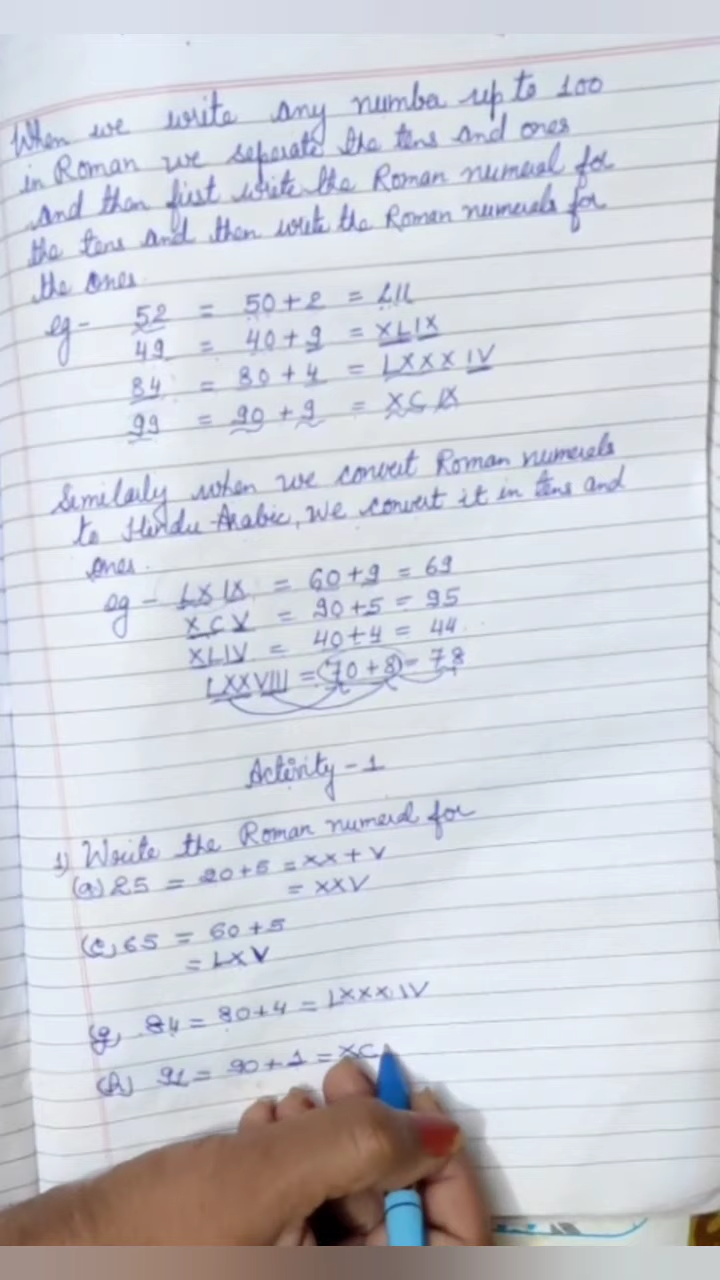 When we write any number up to 100
in Roman we seperate the tens and ones
and then first write the Roman numeral for
the tens and then write the Roman numerals for
the ones
eg - 52 = 50+2 = LII
49 = 40+9 = XLIX
84 = 80+4 = LXXXIV
99 = 90+9 = XCIX
Similarly when we convert Roman numerals
to Hindu-Arabic, We convert it in tens and
ones.
eg - LXIX = 60+9 = 69
XCV = 90+5 = 95
XLIV = 40+4 = 44
LXXVIII = 70+8 = 78
Activity - 1
1) Write the Roman numeral for
(a) 25 = 20+5 = XX+V
= XXV
(e) 65 = 60+5
= LXV
(g) 84 = 80+4 = LXXXIV
(h) 91 = 90+1 = XC